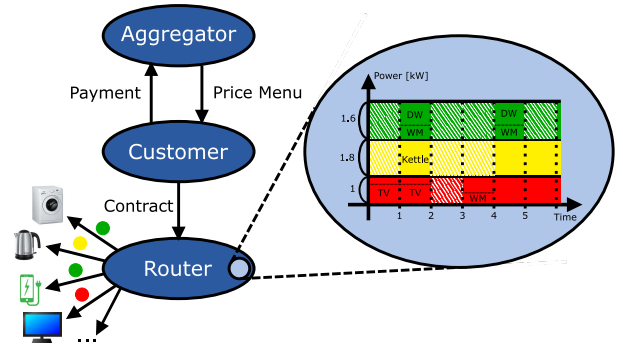 Aggregator
Payment
Price Menu
Customer
Contract
Router
...
Power [kW]
1.6
DW
DW
WM
WM
1.8
Kettle
1
TV
TV
WM
1
2
3
4
5
Time